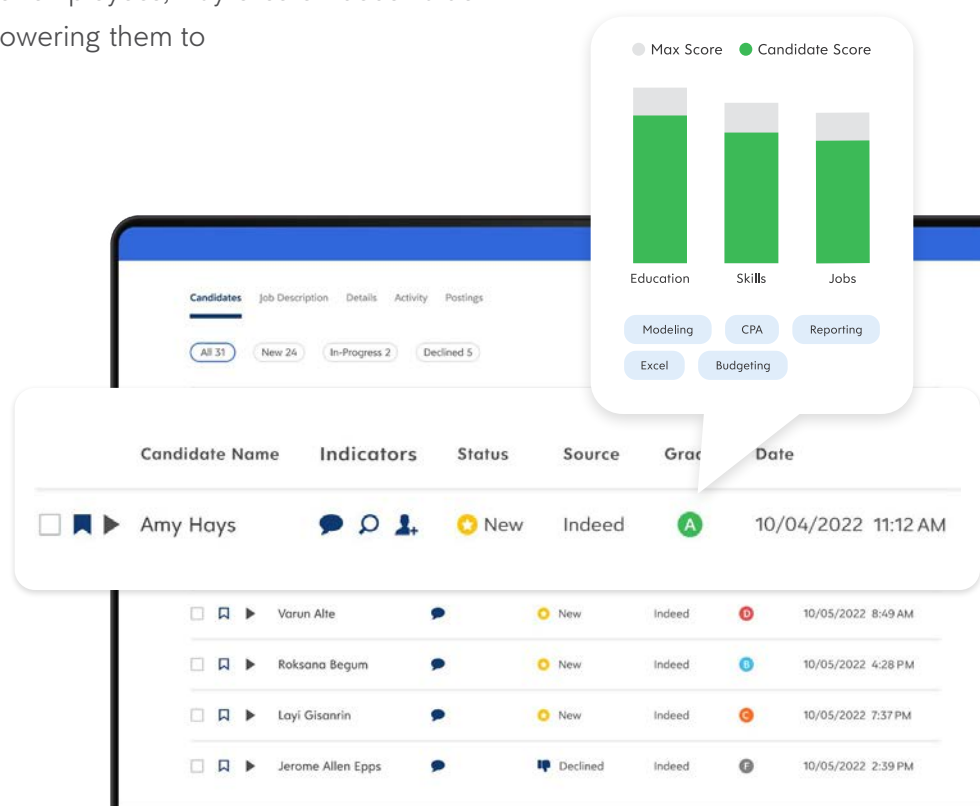 owering them to
Max Score Candidate Score
Education Skills Jobs
Modeling CPA Reporting
Excel Budgeting
Candidates Job Description Details Activity Postings
All 31 New 24 In-Progress 2 Declined 5
Candidate Name Indicators Status Source Grad Date
Amy Hays New Indeed A 10/04/2022 11:12 AM
Varun Alte New Indeed D 10/05/2022 8:49 AM
Roksana Begum New Indeed B 10/05/2022 4:28 PM
Layi Gisanrin New Indeed C 10/05/2022 7:37 PM
Jerome Allen Epps Declined Indeed F 10/05/2022 2:39 PM